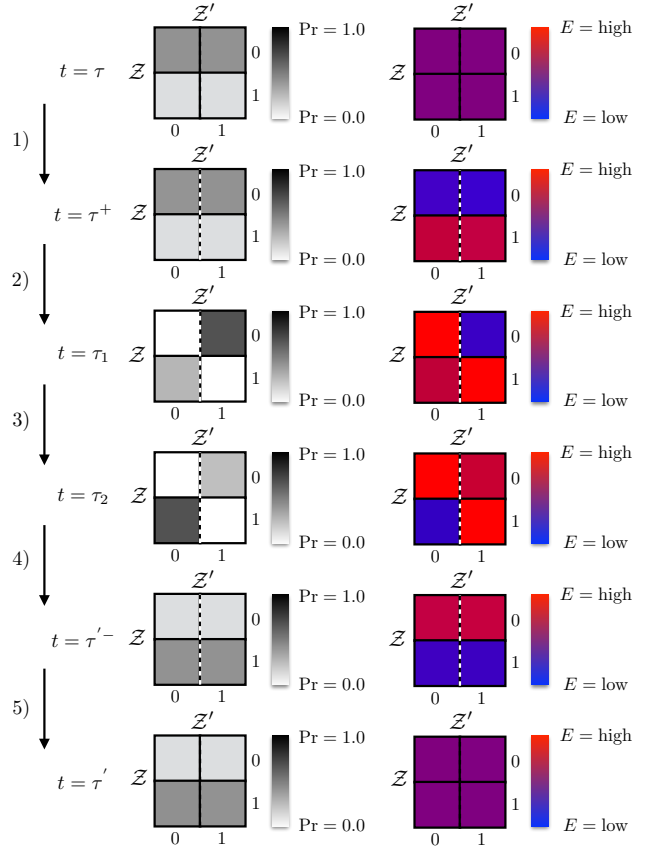 𝒵′ Pr = 1.0 E = high
t = τ 𝒵 0 1 0 1
0 1 Pr = 0.0 0 1 E = low
1)
𝒵′ Pr = 1.0 𝒵′ E = high
t = τ⁺ 𝒵 0 1 𝒵 0 1
0 1 Pr = 0.0 0 1 E = low
2)
𝒵′ Pr = 1.0 𝒵′ E = high
t = τ₁ 𝒵 0 1 𝒵 0 1
0 1 Pr = 0.0 0 1 E = low
3)
𝒵′ Pr = 1.0 𝒵′ E = high
t = τ₂ 𝒵 0 1 𝒵 0 1
0 1 Pr = 0.0 0 1 E = low
4)
𝒵′ Pr = 1.0 𝒵′ E = high
t = τ′⁻ 𝒵 0 1 𝒵 0 1
0 1 Pr = 0.0 0 1 E = low
5)
𝒵′ Pr = 1.0 𝒵′ E = high
t = τ′ 𝒵 0 1 𝒵 0 1
0 1 Pr = 0.0 0 1 E = low